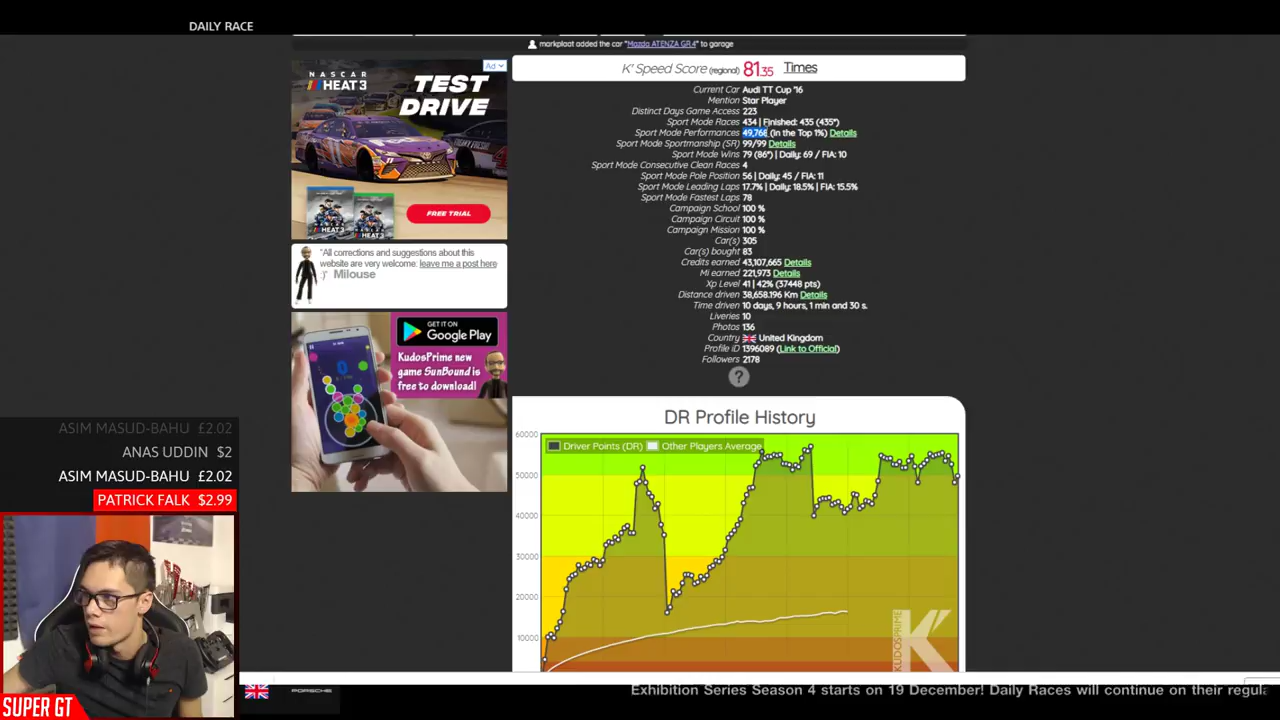 DAILY RACE
markplaat added the car "Mazda ATENZA GR.4" to garage
K' Speed Score (regional) 81.35 Times
Ad
NASCAR
HEAT 3
TEST
DRIVE
FREE TRIAL
"All corrections and suggestions about this
website are very welcome: leave me a post here
:)" Milouse
GET IT ON
Google Play
KudosPrime new
game SunBound is
free to download!
Current Car Audi TT Cup '16
Mention Star Player
Distinct Days Game Access 223
Sport Mode Races 434 | Finished: 435 (435°)
Sport Mode Performances 49,768 (In the Top 1%) Details
Sport Mode Sportmanship (SR) 99/99 Details
Sport Mode Wins 79 (86°) | Daily: 69 / FIA: 10
Sport Mode Consecutive Clean Races 4
Sport Mode Pole Position 56 | Daily: 45 / FIA: 11
Sport Mode Leading Laps 17.7% | Daily: 18.5% | FIA: 15.5%
Sport Mode Fastest Laps 78
Campaign School 100 %
Campaign Circuit 100 %
Campaign Mission 100 %
Car(s) 305
Car(s) bought 83
Credits earned 43,107,665 Details
Mi earned 221,973 Details
Xp Level 41 | 42% (37448 pts)
Distance driven 38,658.196 Km Details
Time driven 10 days, 9 hours, 1 min and 30 s.
Liveries 10
Photos 136
Country United Kingdom
Profile ID 1396089 (Link to Official)
Followers 2178
?
DR Profile History
Driver Points (DR) Other Players Average
60000
50000
40000
30000
20000
10000
KUDOSPRIME
K'
ASIM MASUD-BAHU £2.02
ANAS UDDIN $2
ASIM MASUD-BAHU £2.02
PATRICK FALK $2.99
SUPER GT
PORSCHE
Exhibition Series Season 4 starts on 19 December! Daily Races will continue on their regula